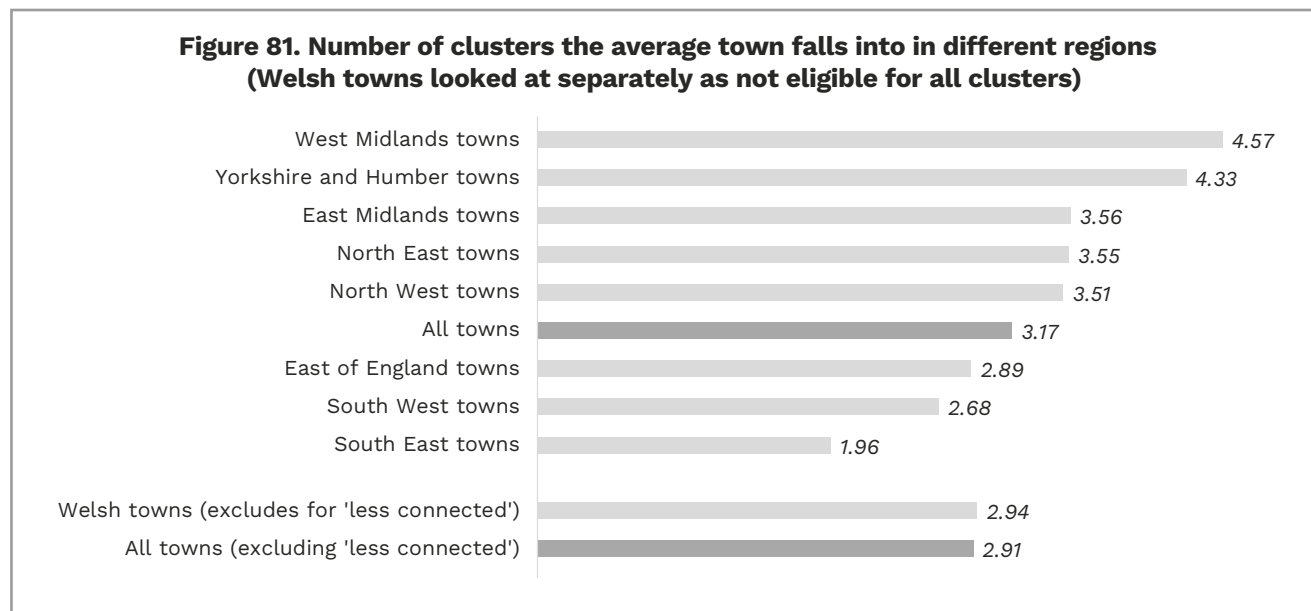 Figure 81. Number of clusters the average town falls into in different regions
(Welsh towns looked at separately as not eligible for all clusters)
West Midlands towns 4.57
Yorkshire and Humber towns 4.33
East Midlands towns 3.56
North East towns 3.55
North West towns 3.51
All towns 3.17
East of England towns 2.89
South West towns 2.68
South East towns 1.96
Welsh towns (excludes for 'less connected') 2.94
All towns (excluding 'less connected') 2.91